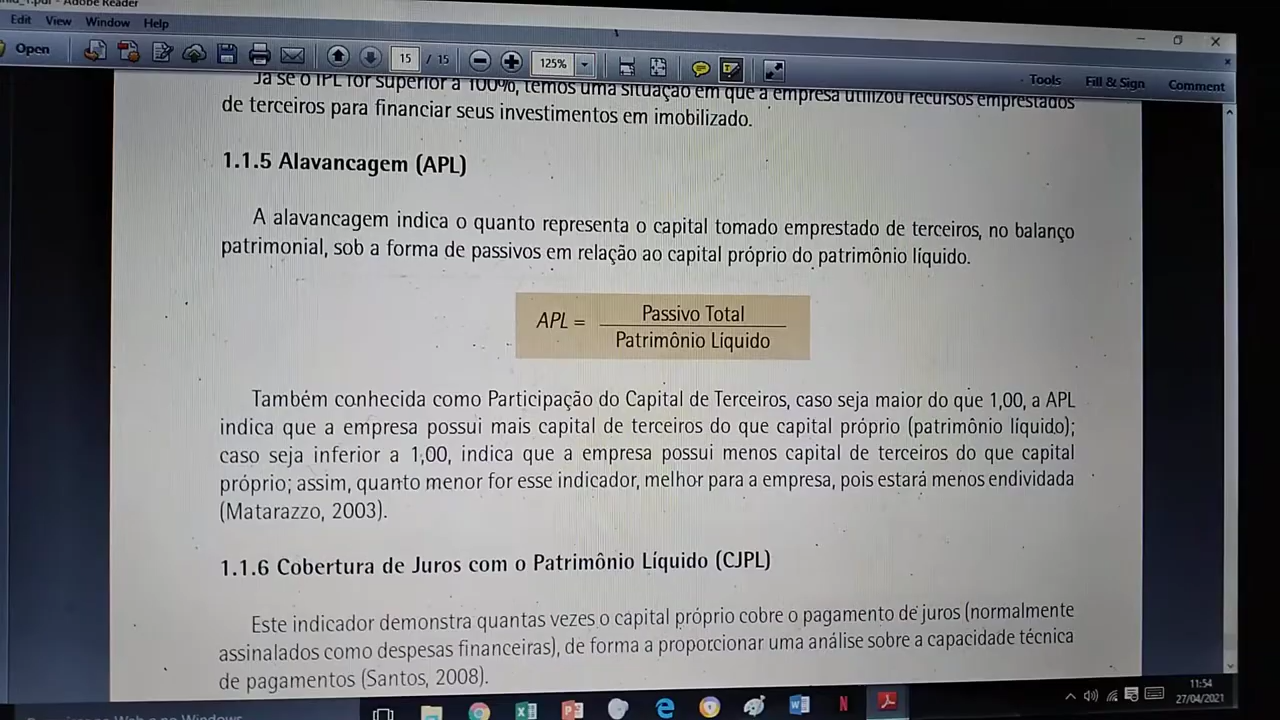 Adobe Reader
Edit View Window Help
Open 15 / 15 125% Tools Fill & Sign Comment
Já se o IPL for superior a 100%, temos uma situação em que a empresa utilizou recursos emprestados
de terceiros para financiar seus investimentos em imobilizado.
1.1.5 Alavancagem (APL)
A alavancagem indica o quanto representa o capital tomado emprestado de terceiros, no balanço
patrimonial, sob a forma de passivos em relação ao capital próprio do patrimônio líquido.
APL = Passivo Total
Patrimônio Líquido
Também conhecida como Participação do Capital de Terceiros, caso seja maior do que 1,00, a APL
indica que a empresa possui mais capital de terceiros do que capital próprio (patrimônio líquido);
caso seja inferior a 1,00, indica que a empresa possui menos capital de terceiros do que capital
próprio; assim, quanto menor for esse indicador, melhor para a empresa, pois estará menos endividada
(Matarazzo, 2003).
1.1.6 Cobertura de Juros com o Patrimônio Líquido (CJPL)
Este indicador demonstra quantas vezes o capital próprio cobre o pagamento de juros (normalmente
assinalados como despesas financeiras), de forma a proporcionar uma análise sobre a capacidade técnica
de pagamentos (Santos, 2008).
11:54
27/04/2021